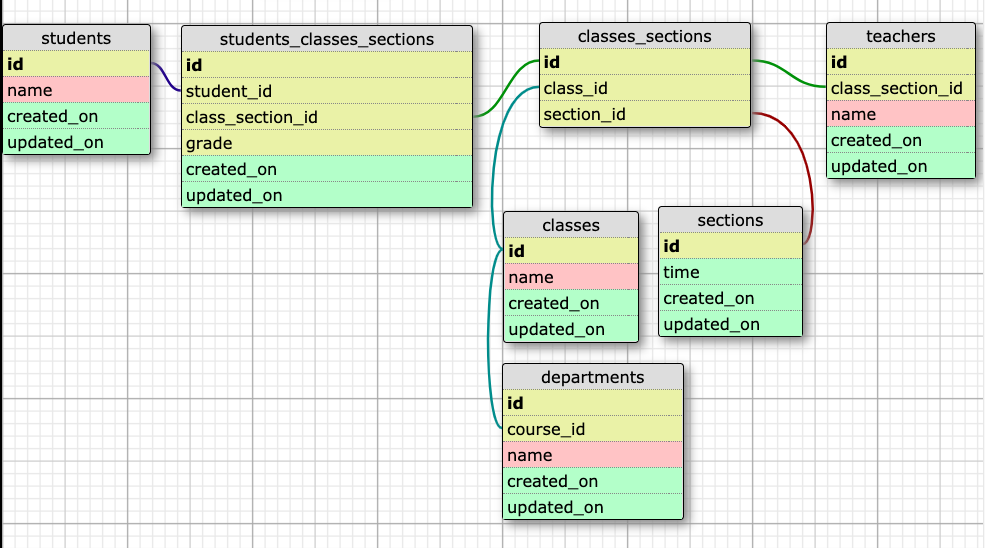 students
id
name
created_on
updated_on
students_classes_sections
id
student_id
class_section_id
grade
created_on
updated_on
classes_sections
id
class_id
section_id
teachers
id
class_section_id
name
created_on
updated_on
classes
id
name
created_on
updated_on
sections
id
time
created_on
updated_on
departments
id
course_id
name
created_on
updated_on